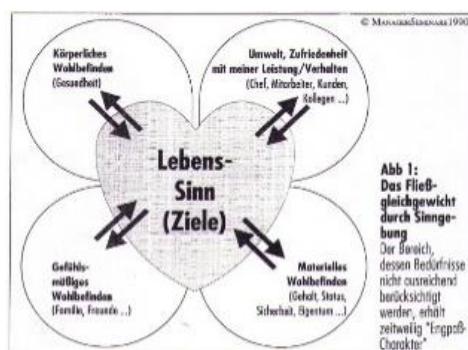 © MANAGERSEMINARE 1990
Körperliches
Wohlbefinden
(Gesundheit)
Umwelt, Zufriedenheit
mit meiner Leistung/Verhalten
(Chef, Mitarbeiter, Kunden,
Kollegen ...)
Lebens-
Sinn
(Ziele)
Gefühls-
mäßiges
Wohlbefinden
(Familie, Freunde ...)
Materielles
Wohlbefinden
(Gehalt, Status,
Sicherheit, Eigentum ...)
Abb 1:
Das Fließ-
gleichgewicht
durch Sinnge-
bung
Der Bereich,
dessen Bedürfnisse
nicht ausreichend
berücksichtigt
werden, erhält
zeitweilig "Engpaß-
Charakter"